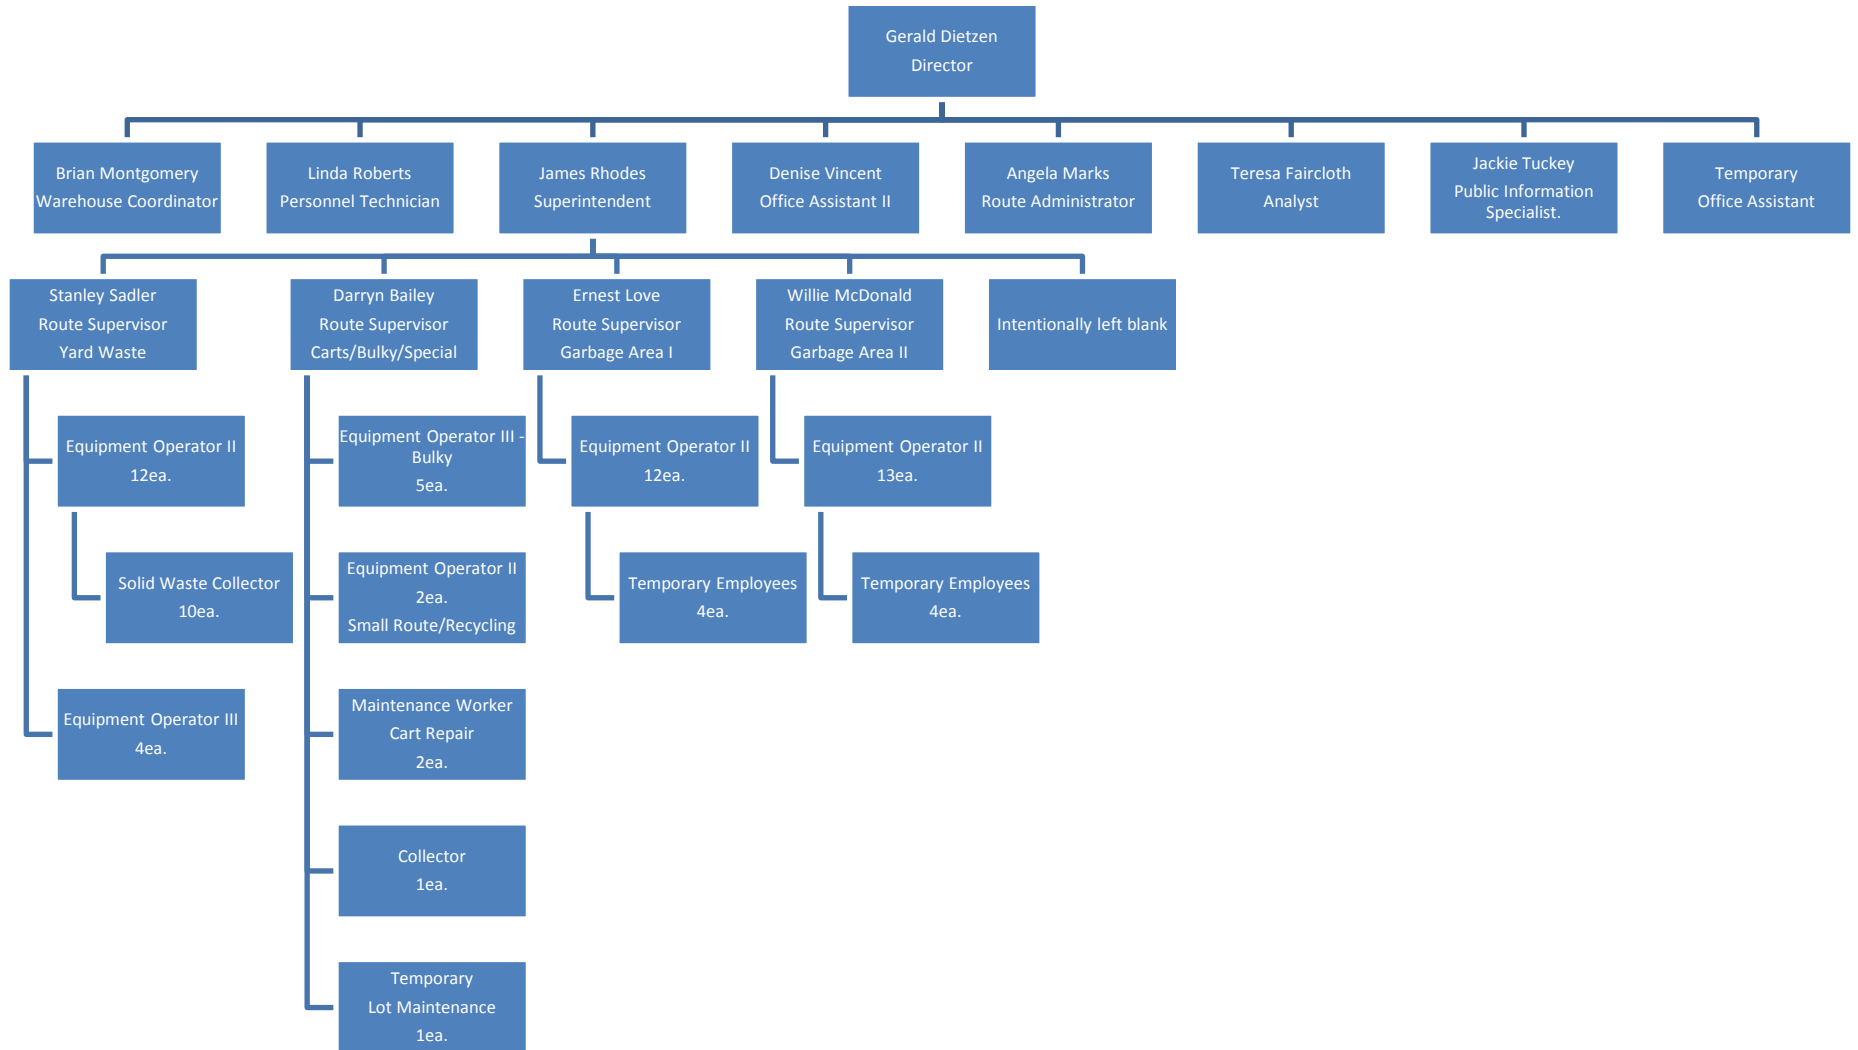 Gerald Dietzen
Director
Brian Montgomery
Warehouse Coordinator
Linda Roberts
Personnel Technician
James Rhodes
Superintendent
Denise Vincent
Office Assistant II
Angela Marks
Route Administrator
Teresa Faircloth
Analyst
Jackie Tuckey
Public Information
Specialist.
Temporary
Office Assistant
Stanley Sadler
Route Supervisor
Yard Waste
Darryn Bailey
Route Supervisor
Carts/Bulky/Special
Ernest Love
Route Supervisor
Garbage Area I
Willie McDonald
Route Supervisor
Garbage Area II
Intentionally left blank
Equipment Operator II
12ea.
Solid Waste Collector
10ea.
Equipment Operator III
4ea.
Equipment Operator III -
Bulky
5ea.
Equipment Operator II
2ea.
Small Route/Recycling
Maintenance Worker
Cart Repair
2ea.
Collector
1ea.
Temporary
Lot Maintenance
1ea.
Equipment Operator II
12ea.
Temporary Employees
4ea.
Equipment Operator II
13ea.
Temporary Employees
4ea.